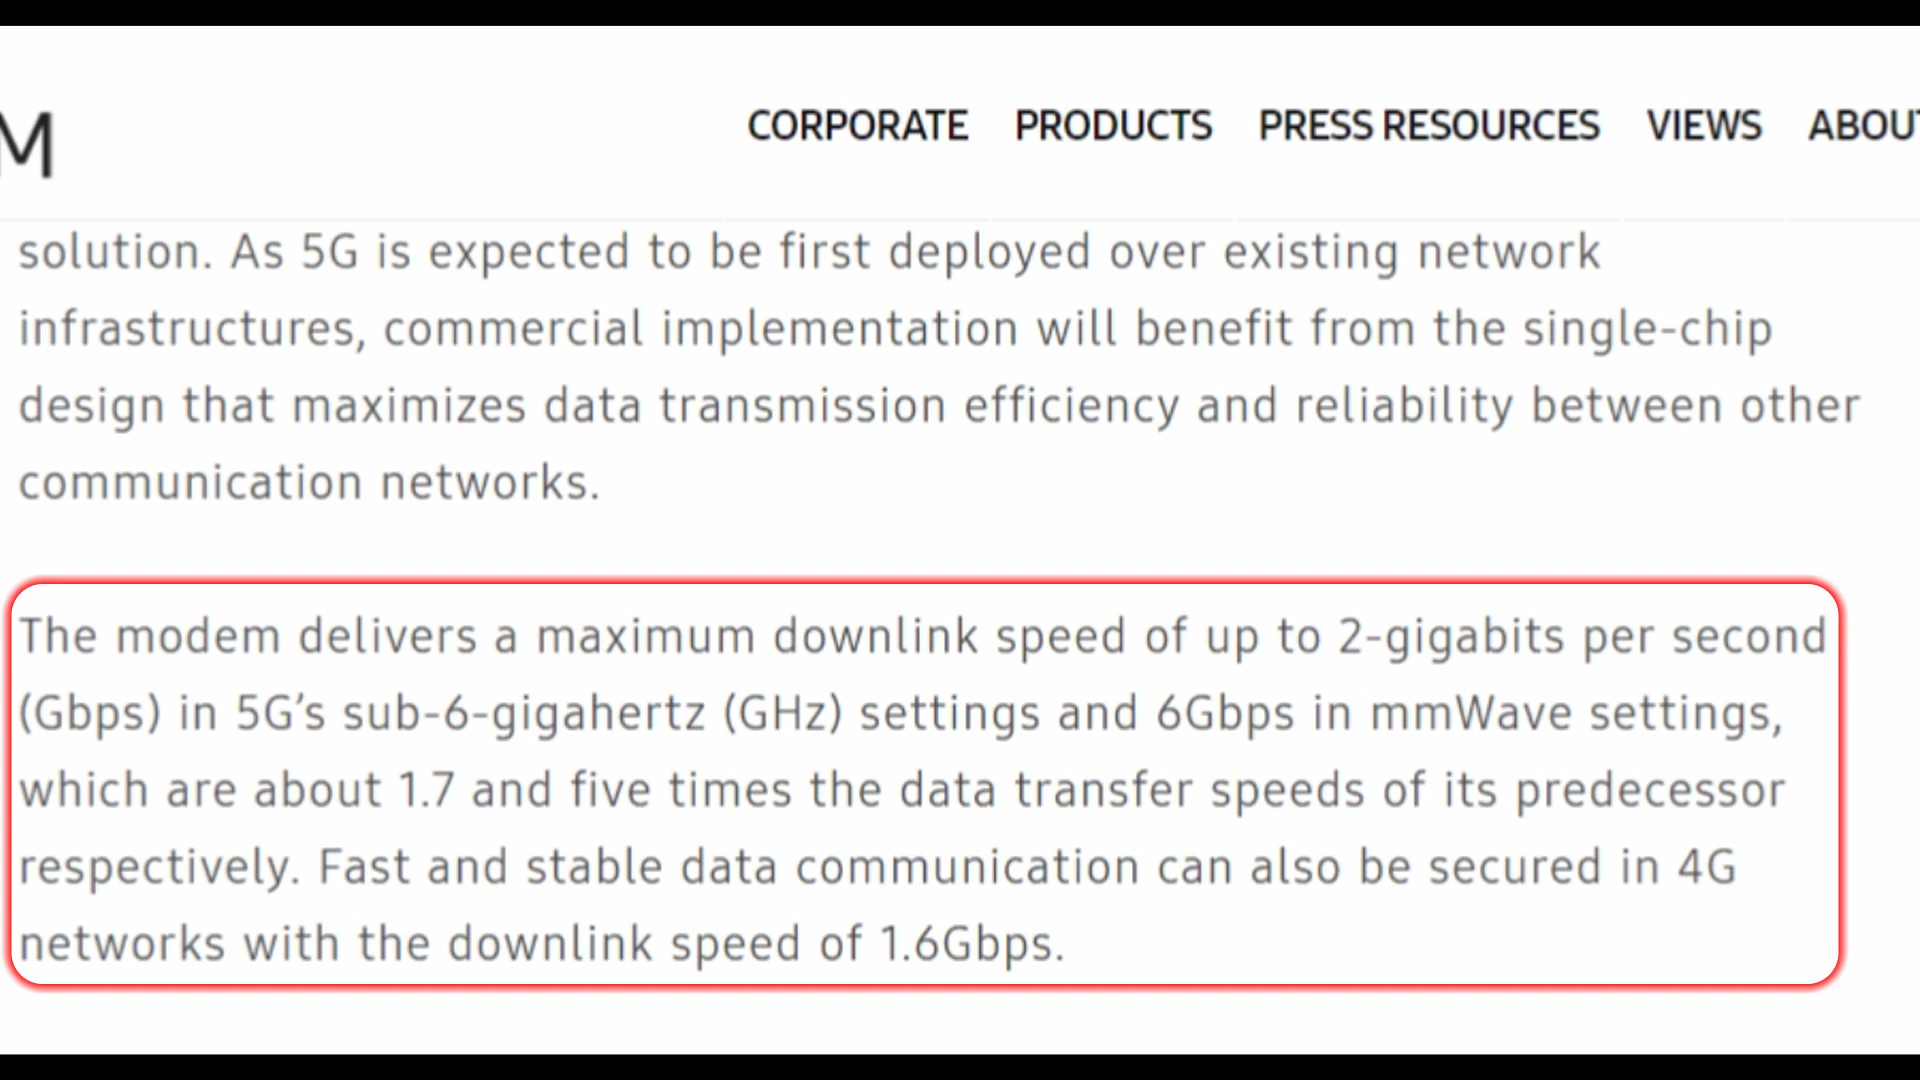 M
CORPORATE PRODUCTS PRESS RESOURCES VIEWS ABOUT
solution. As 5G is expected to be first deployed over existing network
infrastructures, commercial implementation will benefit from the single-chip
design that maximizes data transmission efficiency and reliability between other
communication networks.
The modem delivers a maximum downlink speed of up to 2-gigabits per second
(Gbps) in 5G’s sub-6-gigahertz (GHz) settings and 6Gbps in mmWave settings,
which are about 1.7 and five times the data transfer speeds of its predecessor
respectively. Fast and stable data communication can also be secured in 4G
networks with the downlink speed of 1.6Gbps.